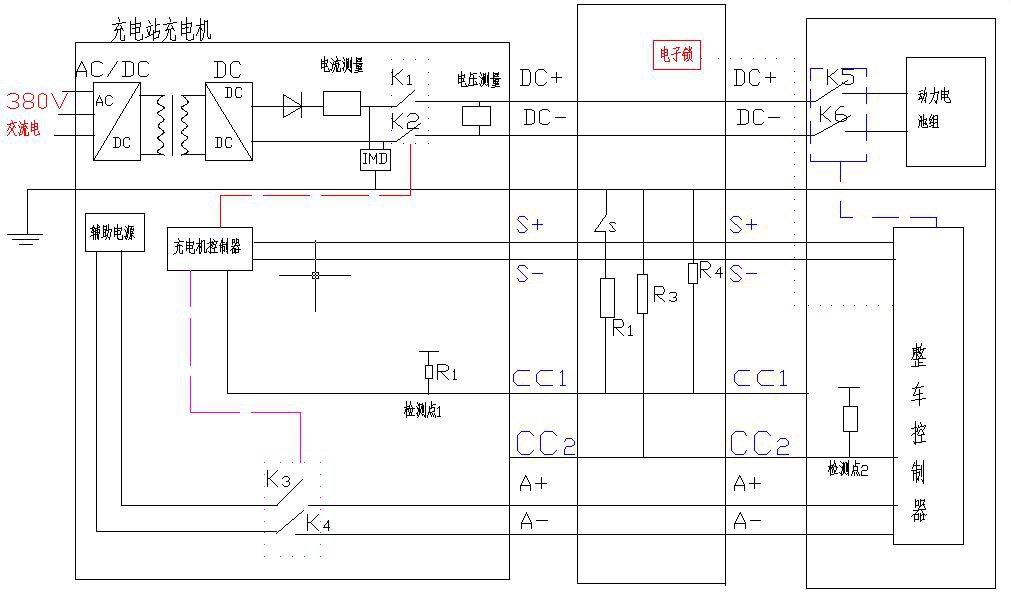 充电站充电机
AC/DC
DC
电流测量
K1
电压测量
DC+
电子锁
DC+
K5
380V
交流电
AC
DC
DC
DC
K2
DC-
DC-
K6
动力电
池组
IMD
辅助电源
充电机控制器
S+
S
S+
S-
R4
S-
R3
R1
R1
检测点1
CC1
CC1
整
车
控
制
器
CC2
CC2
检测点2
K3
A+
A+
K4
A-
A-